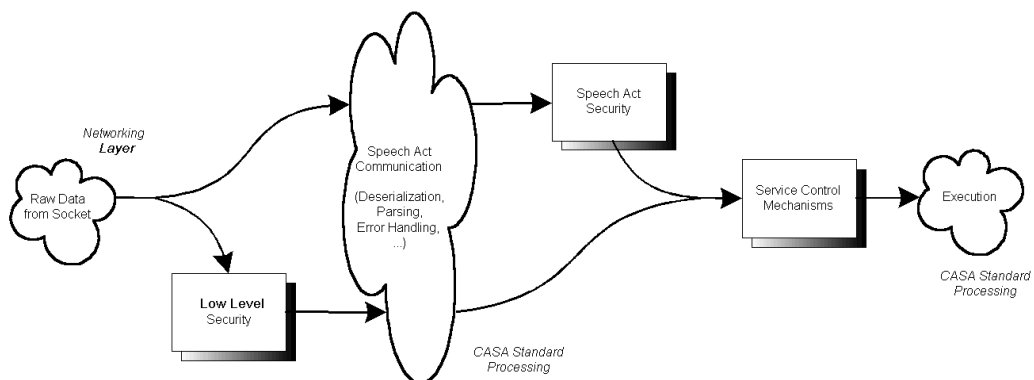 Networking
Layer
Raw Data
from Socket
Low Level
Security
Speech Act
Communication
(Deserialization,
Parsing,
Error Handling,
...)
CASA Standard
Processing
Speech Act
Security
Service Control
Mechanisms
Execution
CASA Standard
Processing